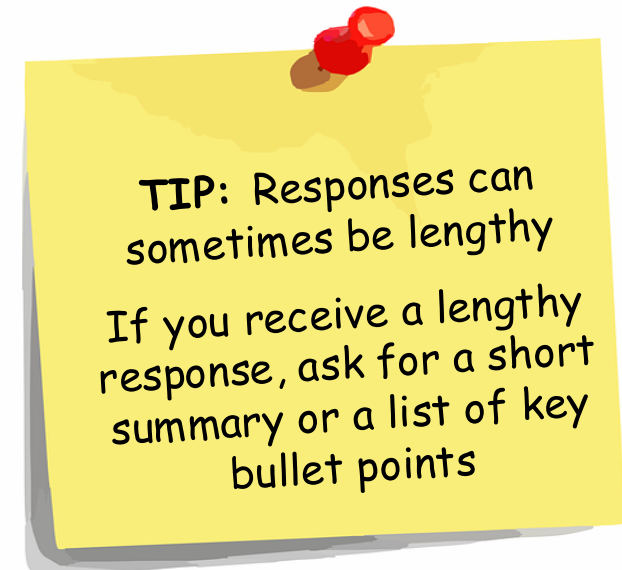 TIP: Responses can
sometimes be lengthy
If you receive a lengthy
response, ask for a short
summary or a list of key
bullet points